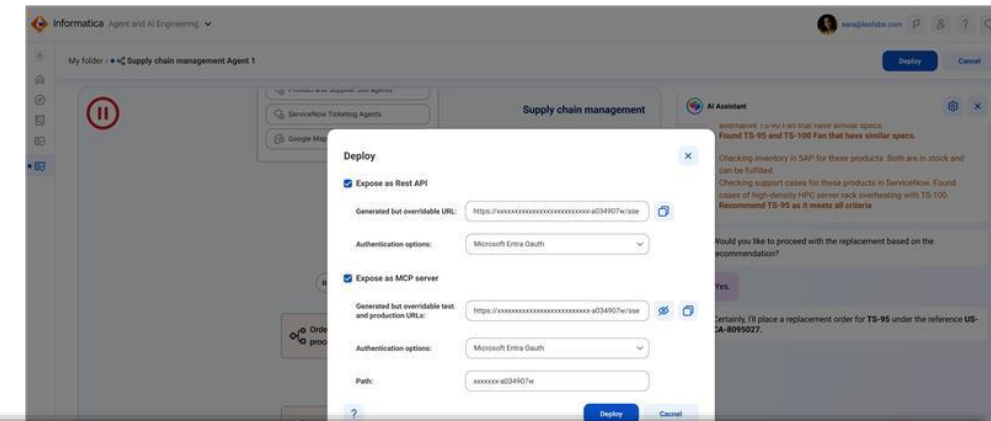 Informatica Agent and AI Engineering
sara@leofabs.com
My folder / Supply chain management Agent 1
Deploy
Cancel
ServiceNow Ticketing Agents
Google Map
Supply chain management
AI Assistant
Found TS-95 and TS-100 Fan that have similar specs.
Checking inventory in SAP for these products. Both are in stock and
can be fulfilled.
Checking support cases for these products in ServiceNow. Found
cases of high-density HPC server rack overheating with TS-100.
Recommend TS-95 as it meets all criteria
Would you like to proceed with the replacement based on the
recommendation?
Yes.
Certainly, I'll place a replacement order for TS-95 under the reference US-
CA-8095027.
Deploy
Expose as Rest API
Generated but overridable URL:
Authentication options:
Microsoft Entra Oauth
Expose as MCP server
Generated but overridable test
and production URLs:
Authentication options:
Microsoft Entra Oauth
Path:
xxxxxxx-a034907w
?
Deploy
Cacnel
Orde
proc